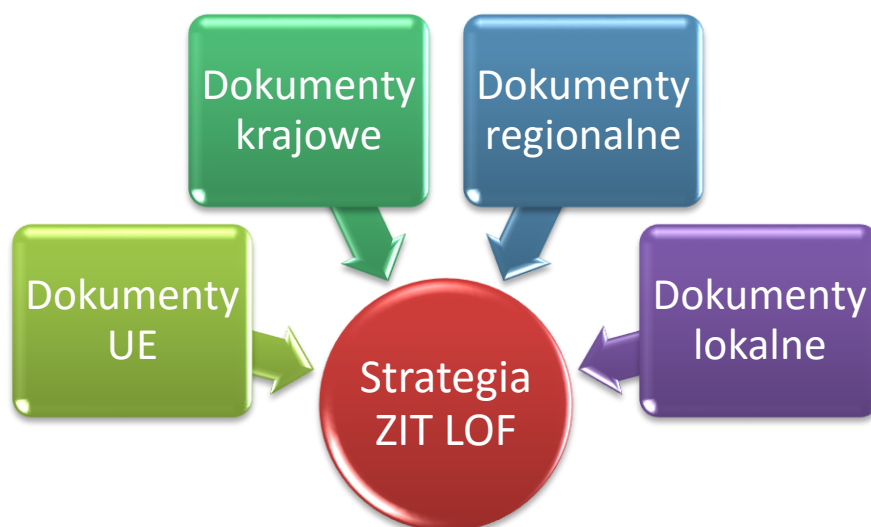 Dokumenty
krajowe
Dokumenty
regionalne
Dokumenty
UE
Dokumenty
lokalne
Strategia
ZIT LOF